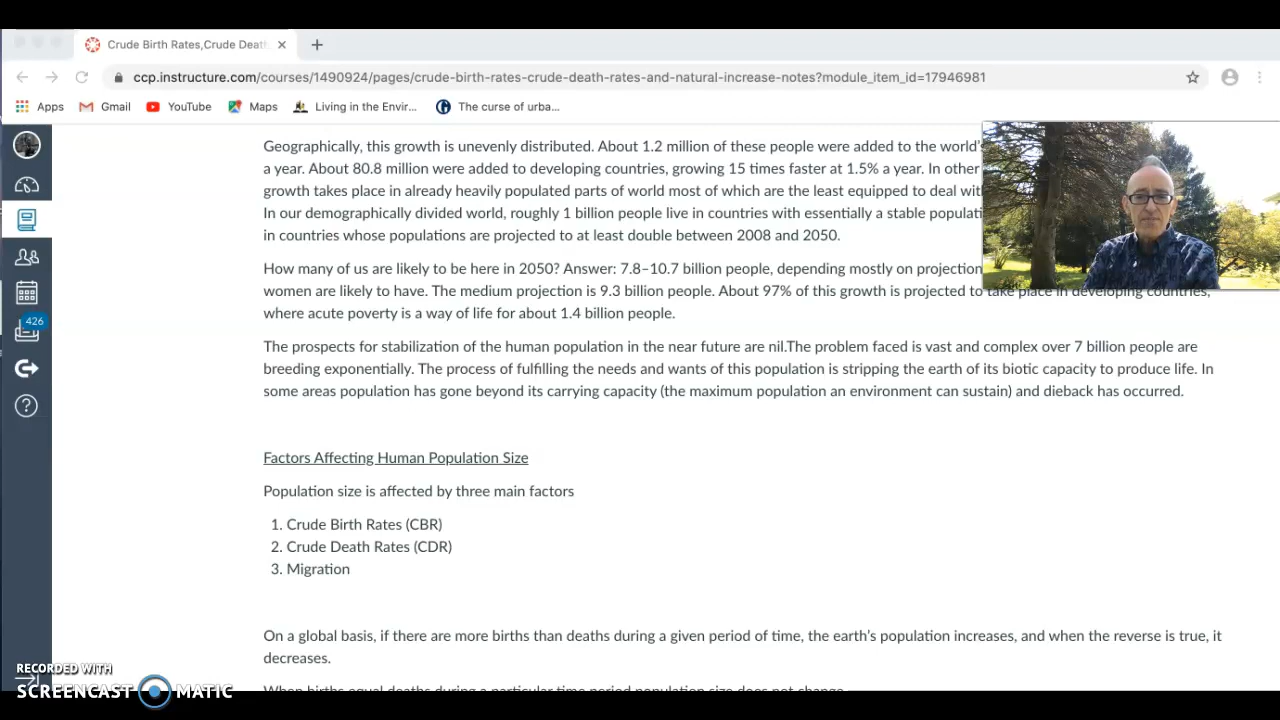 Crude Birth Rates,Crude Death
ccp.instructure.com/courses/1490924/pages/crude-birth-rates-crude-death-rates-and-natural-increase-notes?module_item_id=17946981
Apps Gmail YouTube Maps Living in the Envir... The curse of urba...
Geographically, this growth is unevenly distributed. About 1.2 million of these people were added to the world's
a year. About 80.8 million were added to developing countries, growing 15 times faster at 1.5% a year. In other
growth takes place in already heavily populated parts of world most of which are the least equipped to deal
In our demographically divided world, roughly 1 billion people live in countries with essentially a stable
in countries whose populations are projected to at least double between 2008 and 2050.
How many of us are likely to be here in 2050? Answer: 7.8–10.7 billion people, depending mostly on
women are likely to have. The medium projection is 9.3 billion people. About 97% of this growth is projected to take place in developing countries,
where acute poverty is a way of life for about 1.4 billion people.
The prospects for stabilization of the human population in the near future are nil.The problem faced is vast and complex over 7 billion people are
breeding exponentially. The process of fulfilling the needs and wants of this population is stripping the earth of its biotic capacity to produce life. In
some areas population has gone beyond its carrying capacity (the maximum population an environment can sustain) and dieback has occurred.
426
Factors Affecting Human Population Size
Population size is affected by three main factors
1. Crude Birth Rates (CBR)
2. Crude Death Rates (CDR)
3. Migration
On a global basis, if there are more births than deaths during a given period of time, the earth's population increases, and when the reverse is true, it
decreases.
When births equal deaths during a particular time period population size does not change
RECORDED WITH
SCREENCAST MATIC